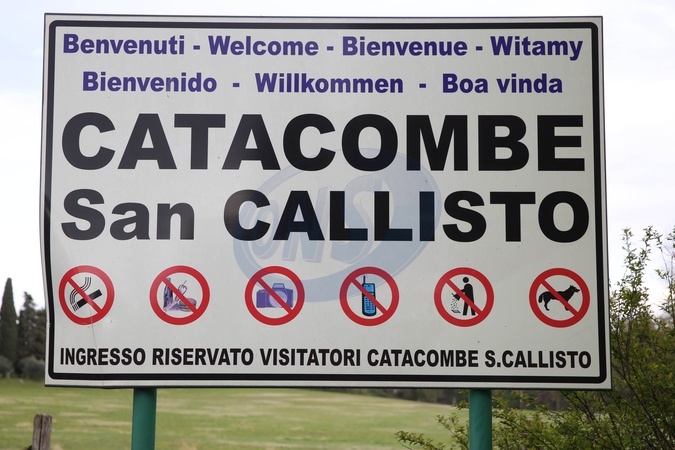 Benvenuti - Welcome - Bienvenue - Witamy
Bienvenido - Willkommen - Boa vinda
CATACOMBE
San CALLISTO
INGRESSO RISERVATO VISITATORI CATACOMBE S.CALLISTO